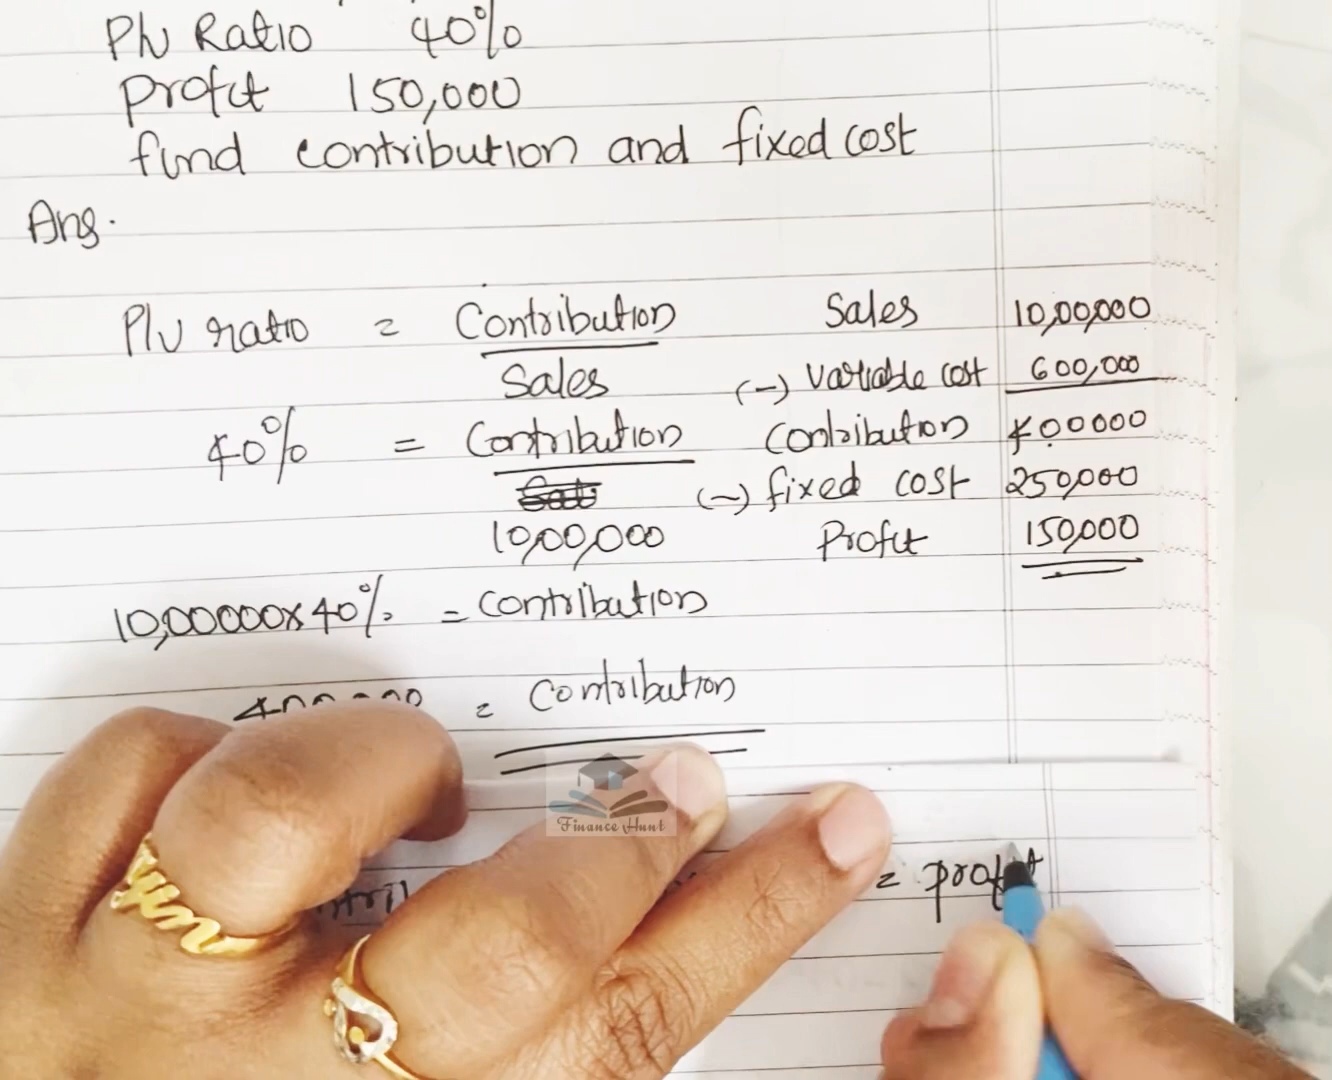 P/V Ratio 40%
Profit 150,000
find contribution and fixed cost
Ans.
P/V ratio = Contribution Sales 10,00,000
Sales (-) Variable cost 600,000
40% = Contribution Contribution 400000
(-) fixed cost 250,000
10,00,000 Profit 150,000
10,00000x40% = Contribution
= Contribution
Finance Hunt
= profit